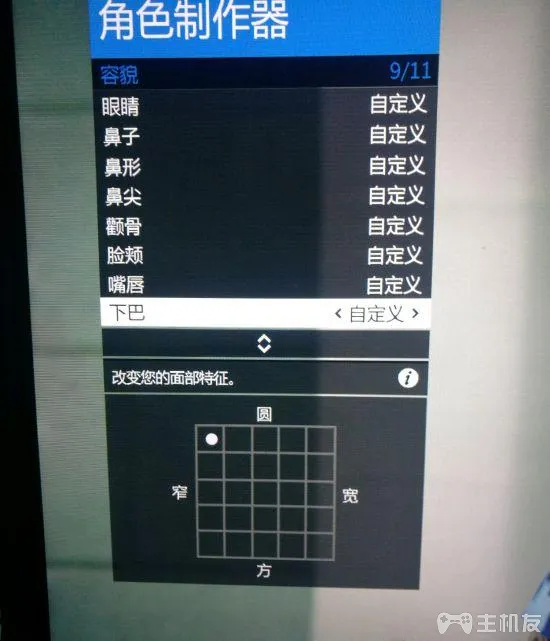 角色制作器
容貌 9/11
眼睛 自定义
鼻子 自定义
鼻形 自定义
鼻尖 自定义
颧骨 自定义
脸颊 自定义
嘴唇 自定义
下巴 ‹ 自定义 ›
改变您的面部特征。 i
圆
窄 宽
方
主机友